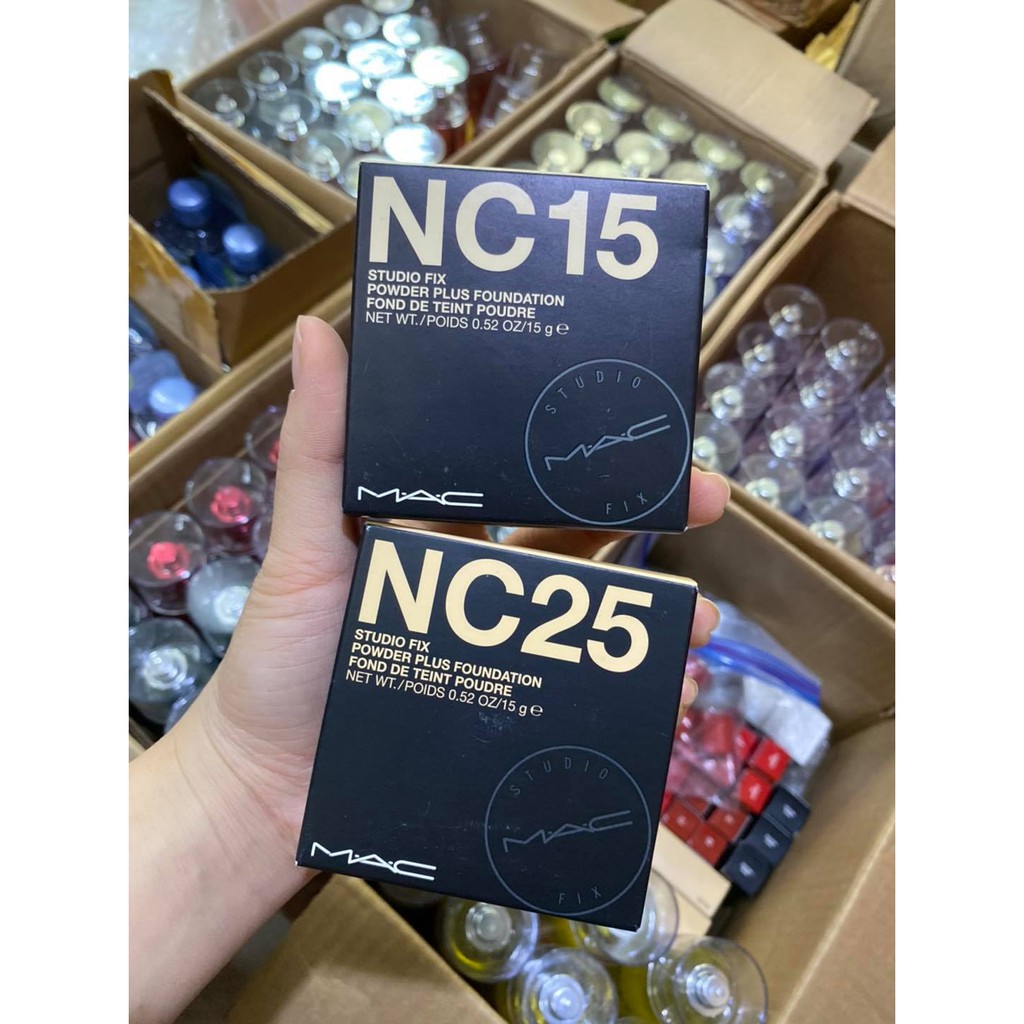 NC15
STUDIO FIX
POWDER PLUS FOUNDATION
FOND DE TEINT POUDRE
NET WT./POIDS 0.52 OZ/15 g e
STUDIO
MAC
FIX
M·A·C
NC25
STUDIO FIX
POWDER PLUS FOUNDATION
FOND DE TEINT POUDRE
NET WT./POIDS 0.52 OZ/15 g e
STUDIO
MAC
FIX
M·A·C